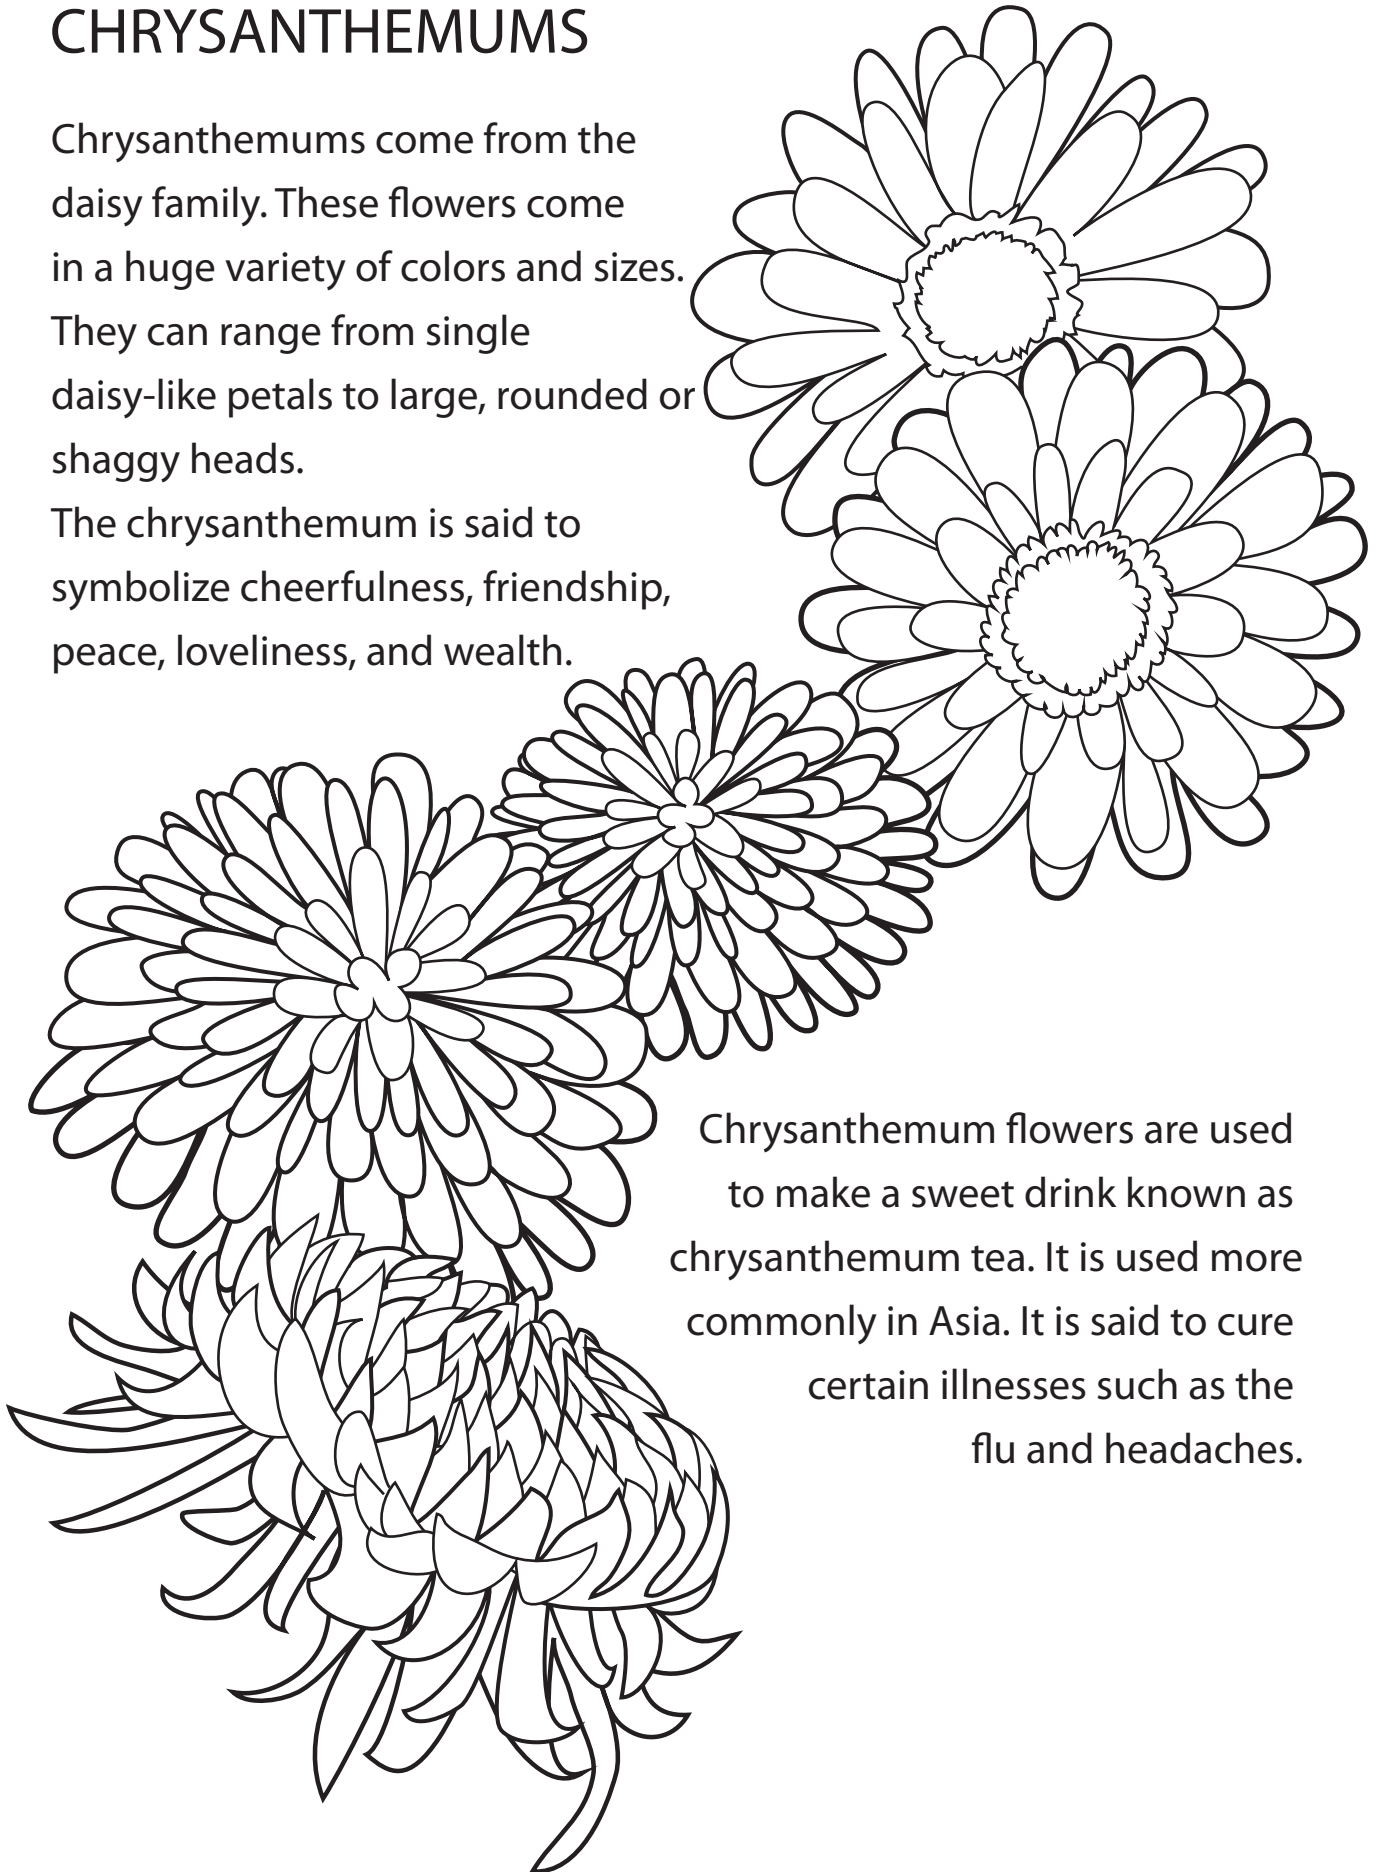 CHRYSANTHEMUMS
Chrysanthemums come from the
daisy family. These flowers come
in a huge variety of colors and sizes.
They can range from single
daisy-like petals to large, rounded or
shaggy heads.
The chrysanthemum is said to
symbolize cheerfulness, friendship,
peace, loveliness, and wealth.
Chrysanthemum flowers are used
to make a sweet drink known as
chrysanthemum tea. It is used more
commonly in Asia. It is said to cure
certain illnesses such as the
flu and headaches.